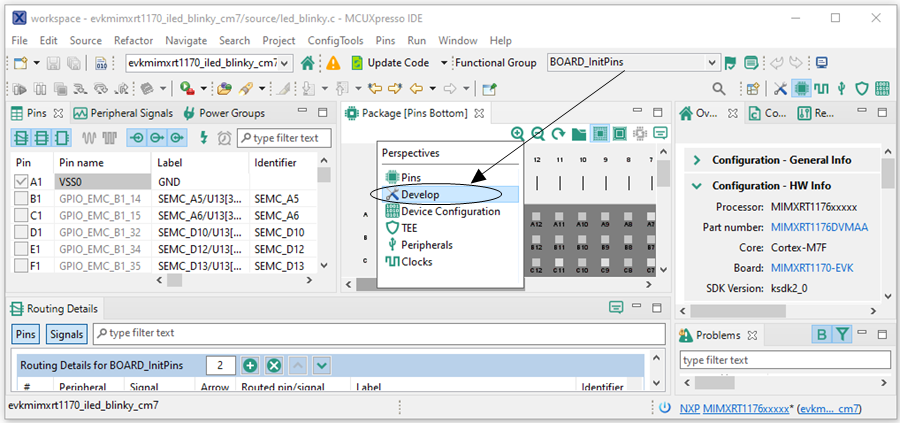 workspace - evkmimxrt1170_iled_blinky_cm7/source/led_blinky.c - MCUXpresso IDE
File Edit Source Refactor Navigate Search Project ConfigTools Pins Run Window Help
evkmimxrt1170_iled_blinky_cm7 Update Code Functional Group BOARD_InitPins
Pins Peripheral Signals Power Groups
type filter text
Pin Pin name Label Identifier
A1 VSS0 GND
B1 GPIO_EMC_B1_14 SEMC_A5/U13[3... SEMC_A5
C1 GPIO_EMC_B1_15 SEMC_A6/U13[3... SEMC_A6
D1 GPIO_EMC_B1_32 SEMC_D10/U13[... SEMC_D10
E1 GPIO_EMC_B1_34 SEMC_D12/U13[... SEMC_D12
F1 GPIO_EMC_B1_35 SEMC_D13/U13[... SEMC_D13
Package [Pins Bottom]
12 11 10 9 8 7
A A12 A11 A10 A9 A8 A7
B B12 B11 B10 B9 B8 B7
C C12 C11 C10 C9 C8 C7
Perspectives
Pins
Develop
Device Configuration
TEE
Peripherals
Clocks
Ov... Co... Re...
Configuration - General Info
Configuration - HW Info
Processor: MIMXRT1176xxxxx
Part number: MIMXRT1176DVMAA
Core: Cortex-M7F
Board: MIMXRT1170-EVK
SDK Version: ksdk2_0
Routing Details
Pins Signals type filter text
Routing Details for BOARD_InitPins 2
# Peripheral Signal Arrow Routed pin/signal Label Identifier
Problems
B
type filter text
evkmimxrt1170_iled_blinky_cm7
NXP MIMXRT1176xxxxx* (evkm... _cm7)